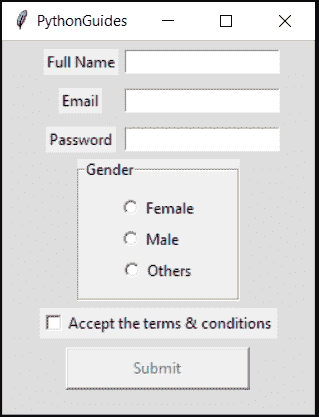 PythonGuides
Full Name
Email
Password
Gender
Female
Male
Others
Accept the terms & conditions
Submit